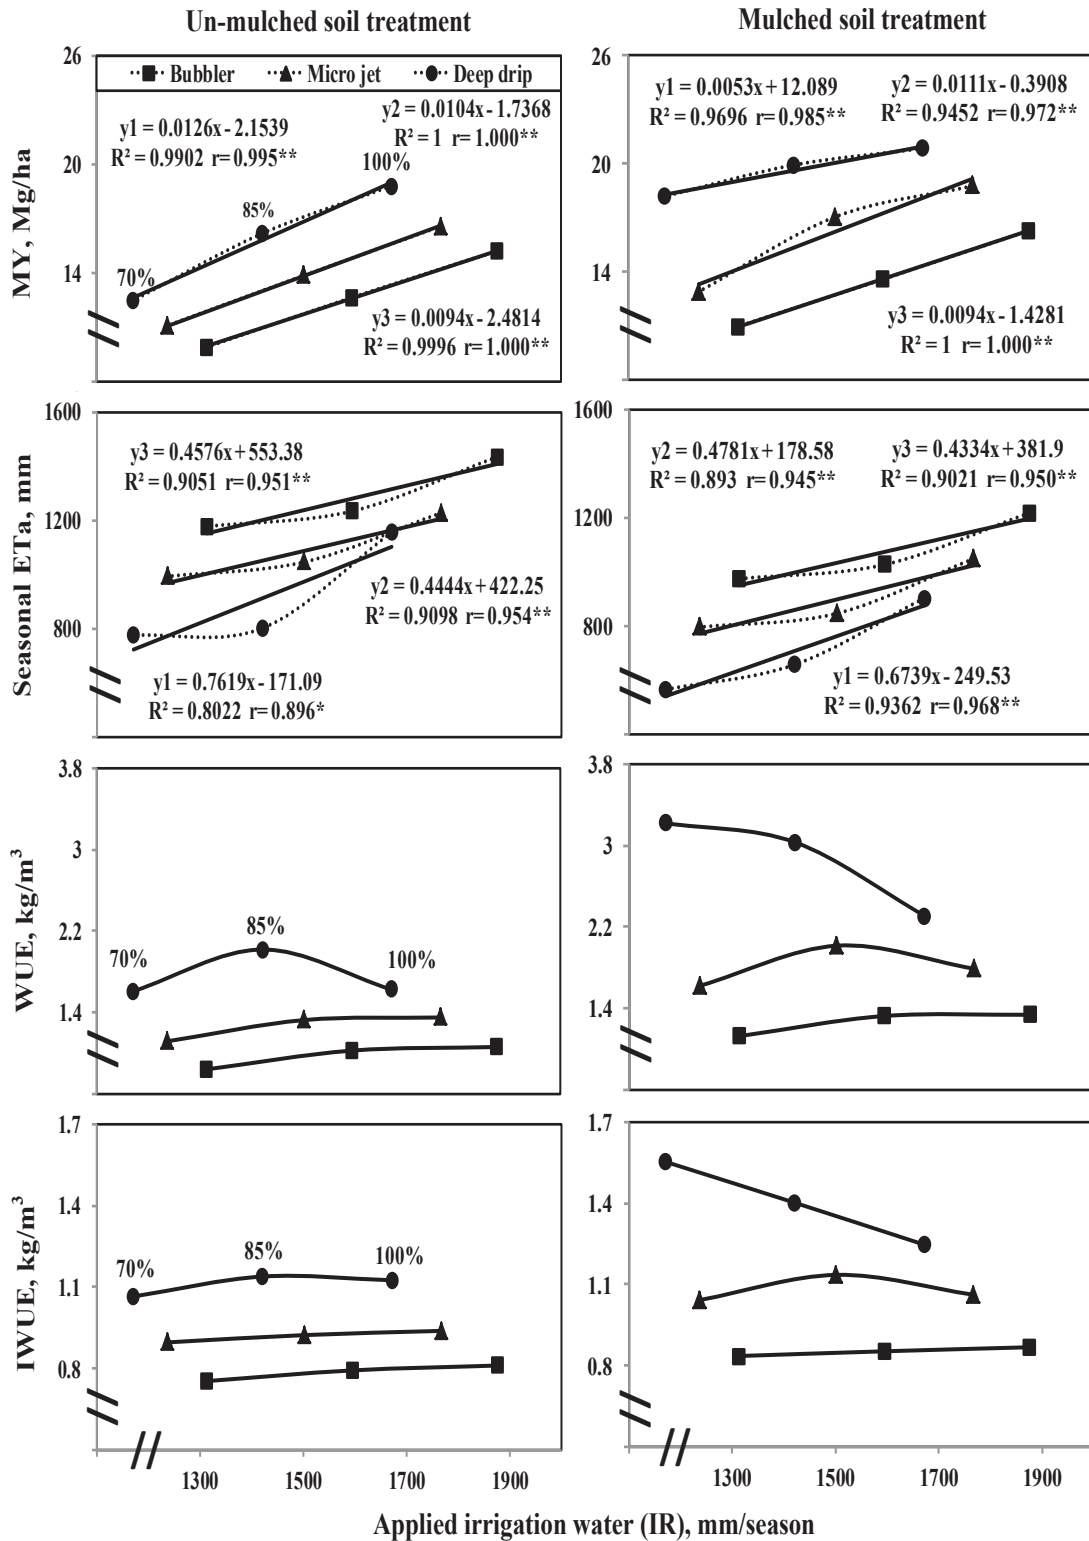 Un-mulched soil treatment
Mulched soil treatment
MY, Mg/ha
26
20
14
Bubbler Micro jet Deep drip
y1 = 0.0126x - 2.1539
R² = 0.9902 r=0.995**
y2 = 0.0104x - 1.7368
R² = 1 r= 1.000**
100%
85%
70%
y3 = 0.0094x - 2.4814
R² = 0.9996 r= 1.000**
26
20
14
y1 = 0.0053x + 12.089
R² = 0.9696 r= 0.985**
y2 = 0.0111x - 0.3908
R² = 0.9452 r= 0.972**
y3 = 0.0094x - 1.4281
R² = 1 r= 1.000**
Seasonal ETa, mm
1600
1200
800
y3 = 0.4576x + 553.38
R² = 0.9051 r= 0.951**
y2 = 0.4444x + 422.25
R² = 0.9098 r= 0.954**
y1 = 0.7619x - 171.09
R² = 0.8022 r= 0.896*
1600
1200
800
y2 = 0.4781x + 178.58
R² = 0.893 r= 0.945**
y3 = 0.4334x + 381.9
R² = 0.9021 r= 0.950**
y1 = 0.6739x - 249.53
R² = 0.9362 r= 0.968**
WUE, kg/m³
3.8
3
2.2
1.4
70%
85%
100%
3.8
3
2.2
1.4
IWUE, kg/m³
1.7
1.4
1.1
0.8
70%
85%
100%
1.7
1.4
1.1
0.8
1300 1500 1700 1900
1300 1500 1700 1900
Applied irrigation water (IR), mm/season